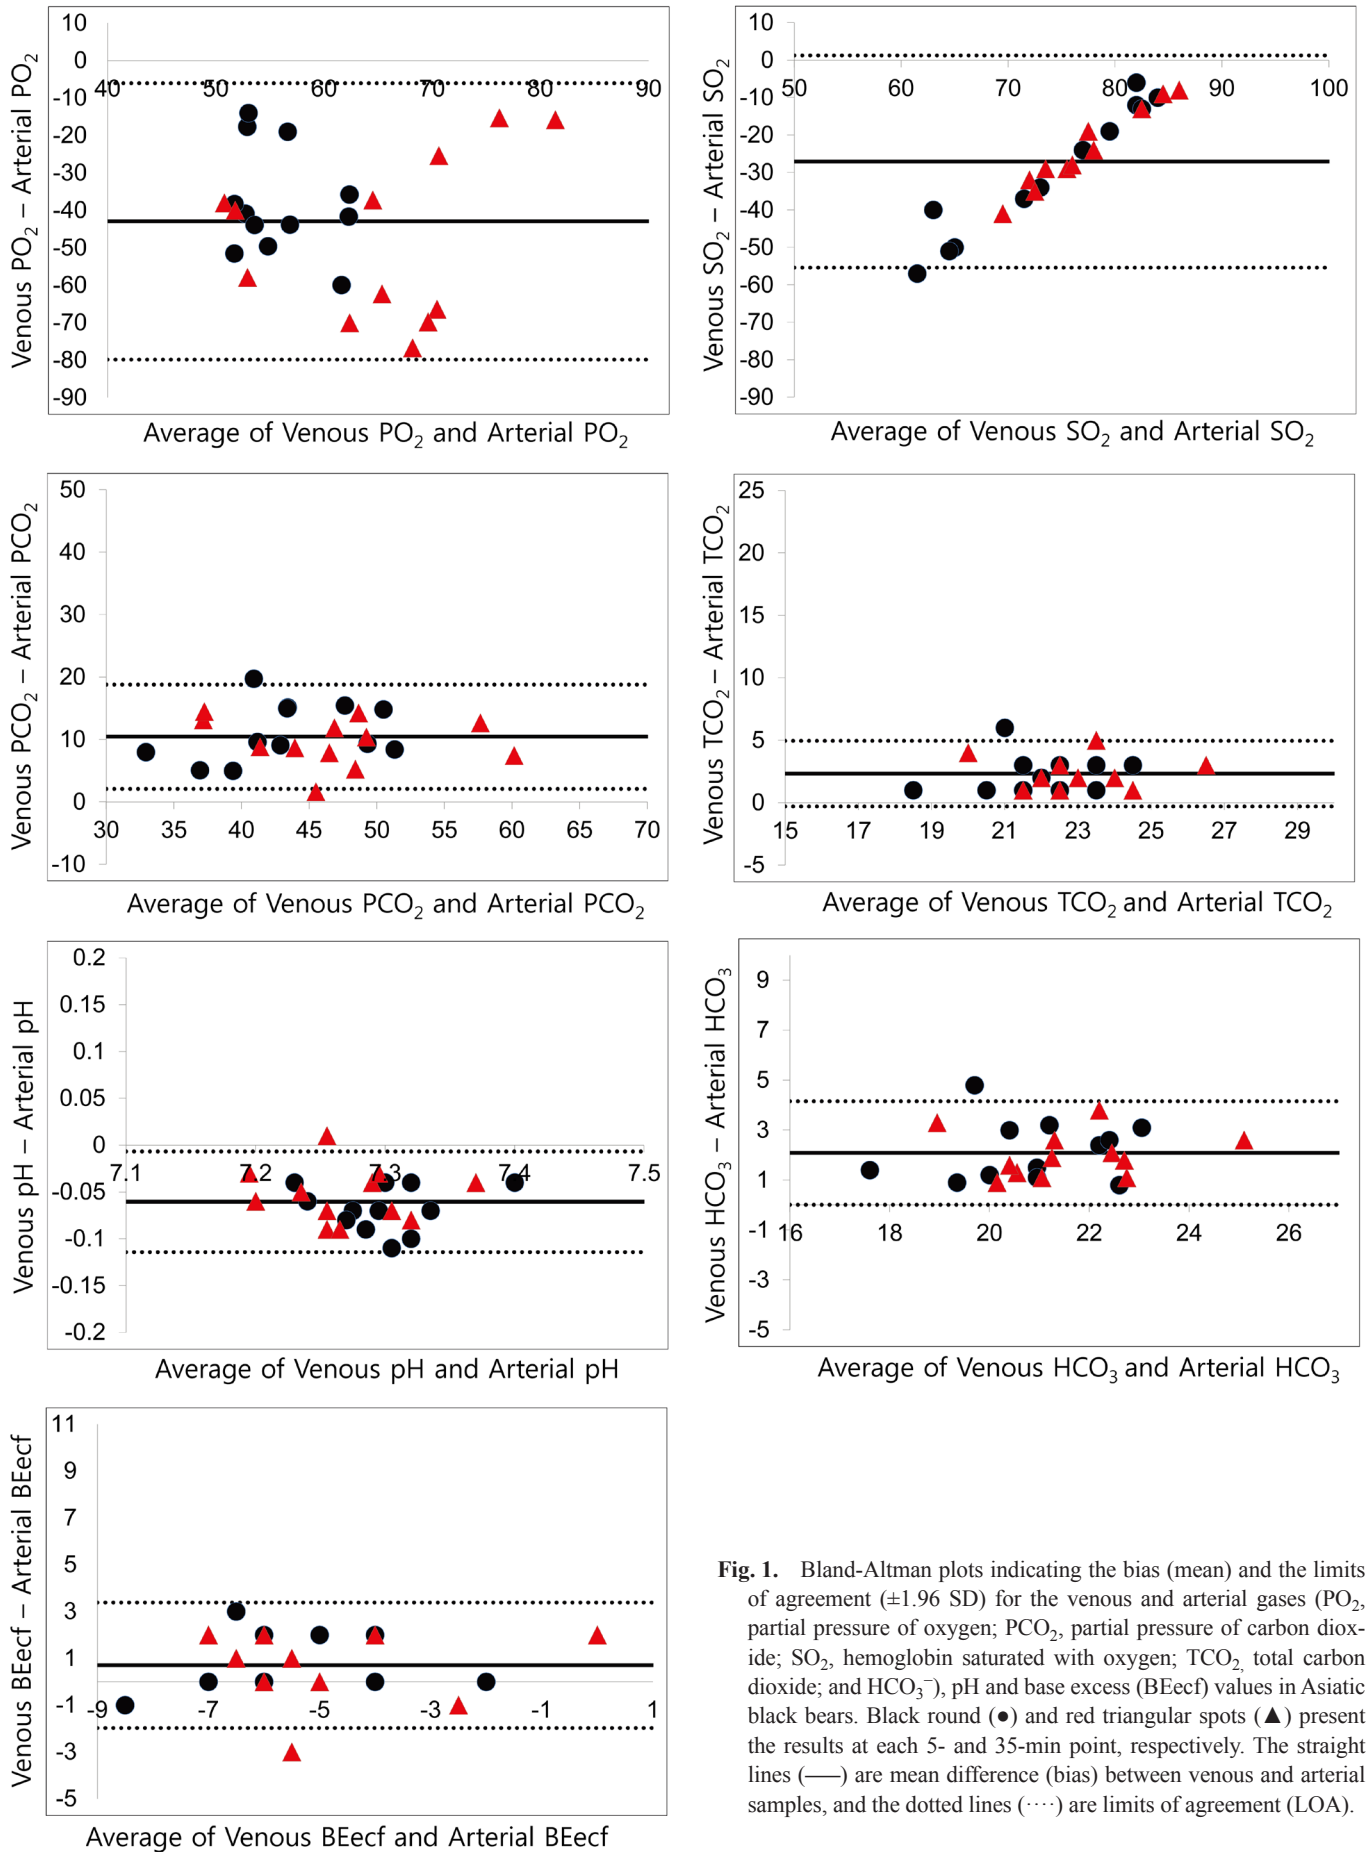 Venous PO₂ – Arterial PO₂
10
0
-10
-20
-30
-40
-50
-60
-70
-80
-90
40 50 60 70 80 90
Average of Venous PO₂ and Arterial PO₂
Venous SO₂ – Arterial SO₂
10
0
-10
-20
-30
-40
-50
-60
-70
-80
-90
50 60 70 80 90 100
Average of Venous SO₂ and Arterial SO₂
Venous PCO₂ – Arterial PCO₂
50
40
30
20
10
0
-10
30 35 40 45 50 55 60 65 70
Average of Venous PCO₂ and Arterial PCO₂
Venous TCO₂ – Arterial TCO₂
25
20
15
10
5
0
-5
15 17 19 21 23 25 27 29
Average of Venous TCO₂ and Arterial TCO₂
Venous pH – Arterial pH
0.2
0.15
0.1
0.05
0
-0.05
-0.1
-0.15
-0.2
7.1 7.2 7.3 7.4 7.5
Average of Venous pH and Arterial pH
Venous HCO₃ – Arterial HCO₃
9
7
5
3
1
-1
-3
-5
16 20 22 24 26
Average of Venous HCO₃ and Arterial HCO₃
Venous BEecf – Arterial BEecf
11
9
7
5
3
1
-1
-3
-5
-9 -7 -5 -3 -1 1
Average of Venous BEecf and Arterial BEecf
Fig. 1. Bland-Altman plots indicating the bias (mean) and the limits
of agreement (±1.96 SD) for the venous and arterial gases (PO₂,
partial pressure of oxygen; PCO₂, partial pressure of carbon diox-
ide; SO₂, hemoglobin saturated with oxygen; TCO₂, total carbon
dioxide; and HCO₃⁻), pH and base excess (BEecf) values in Asiatic
black bears. Black round (●) and red triangular spots (▲) present
the results at each 5- and 35-min point, respectively. The straight
lines (—–) are mean difference (bias) between venous and arterial
samples, and the dotted lines (····) are limits of agreement (LOA).